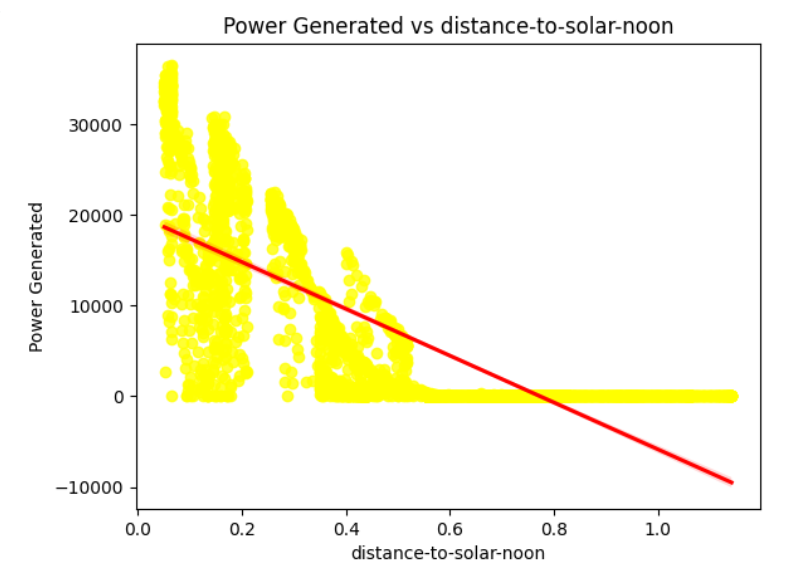 Power Generated vs distance-to-solar-noon
30000
20000
10000
0
−10000
Power Generated
0.0 0.2 0.4 0.6 0.8 1.0
distance-to-solar-noon